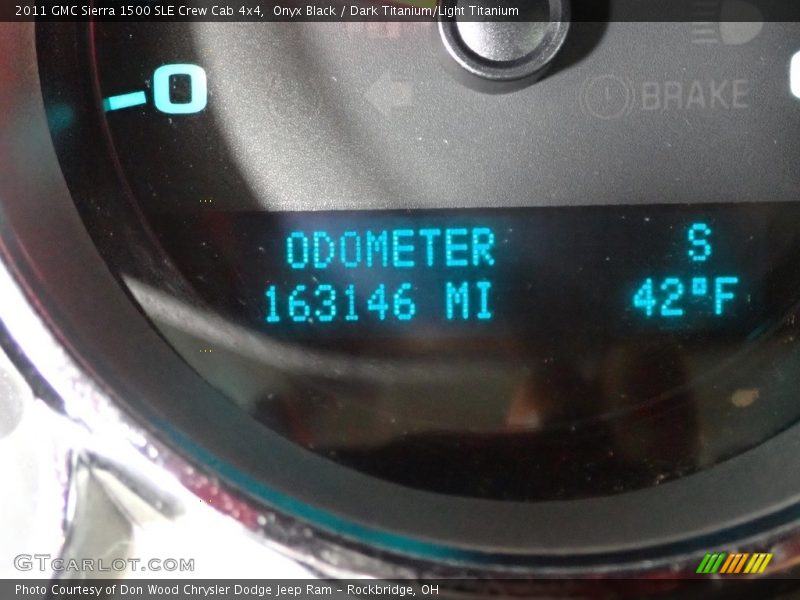 2011 GMC Sierra 1500 SLE Crew Cab 4x4,  Onyx Black / Dark Titanium/Light Titanium
0
BRAKE
ODOMETER S
163146 MI 42°F
GTCARLOT.COM
Photo Courtesy of Don Wood Chrysler Dodge Jeep Ram – Rockbridge, OH